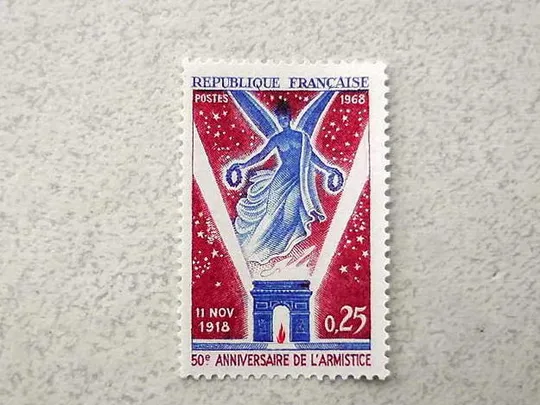 REPUBLIQUE FRANÇAISE
POSTES 1968
11 NOV.
1918
0,25
50e ANNIVERSAIRE DE L'ARMISTICE